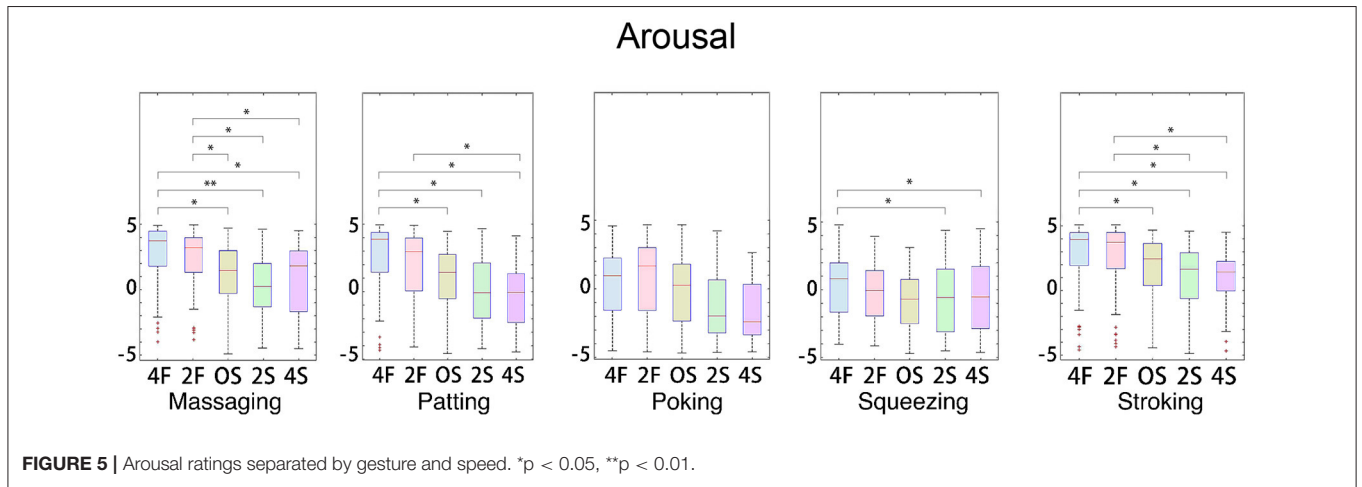 Arousal
* * * * ** *
* * * *
* *
* * * * *
5 0 -5 5 0 -5 5 0 -5 5 0 -5 5 0 -5
4F 2F OS 2S 4S 4F 2F OS 2S 4S 4F 2F OS 2S 4S 4F 2F OS 2S 4S 4F 2F OS 2S 4S
Massaging Patting Poking Squeezing Stroking
FIGURE 5 | Arousal ratings separated by gesture and speed. *p < 0.05, **p < 0.01.